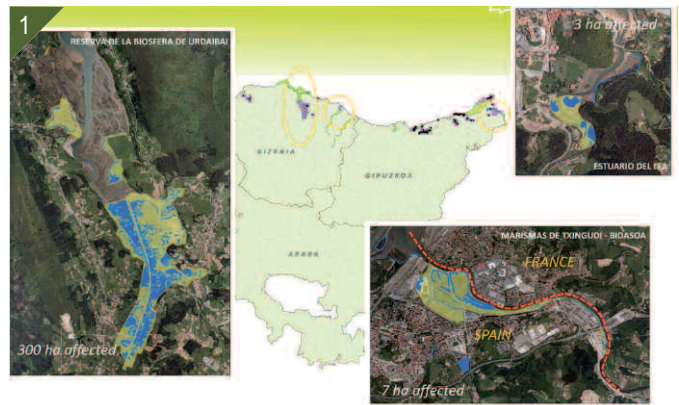 1
RESERVA DE LA BIOSFERA DE URDAIBAI
300 ha affected
BIZKAIA
GIPUZKOA
ARABA
3 ha affected
ESTUARIO DEL LEA
MARISMAS DE TXINGUDI - BIDASOA
FRANCE
SPAIN
7 ha affected